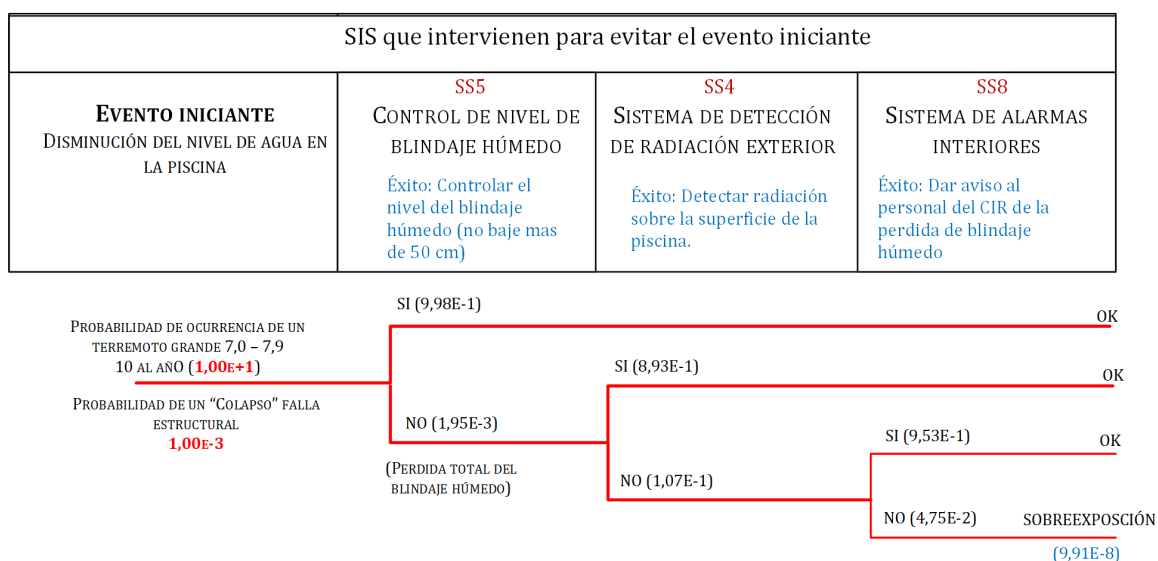 SIS que intervienen para evitar el evento iniciante
EVENTO INICIANTE
DISMINUCIÓN DEL NIVEL DE AGUA EN
LA PISCINA
SS5
CONTROL DE NIVEL DE
BLINDAJE HÚMEDO
Éxito: Controlar el
nivel del blindaje
húmedo (no baje mas
de 50 cm)
SS4
SISTEMA DE DETECCIÓN
DE RADIACIÓN EXTERIOR
Éxito: Detectar radiación
sobre la superficie de la
piscina.
SS8
SISTEMA DE ALARMAS
INTERIORES
Éxito: Dar aviso al
personal del CIR de la
perdida de blindaje
húmedo
PROBABILIDAD DE OCURRENCIA DE UN
TERREMOTO GRANDE 7,0 – 7,9
10 AL AÑO (1,00E+1)
PROBABILIDAD DE UN “COLAPSO” FALLA
ESTRUCTURAL
1,00E-3
SI (9,98E-1)
OK
NO (1,95E-3)
(PERDIDA TOTAL DEL
BLINDAJE HÚMEDO)
SI (8,93E-1)
OK
NO (1,07E-1)
SI (9,53E-1)
OK
NO (4,75E-2)
SOBREEXPOSCIÓN
(9,91E-8)